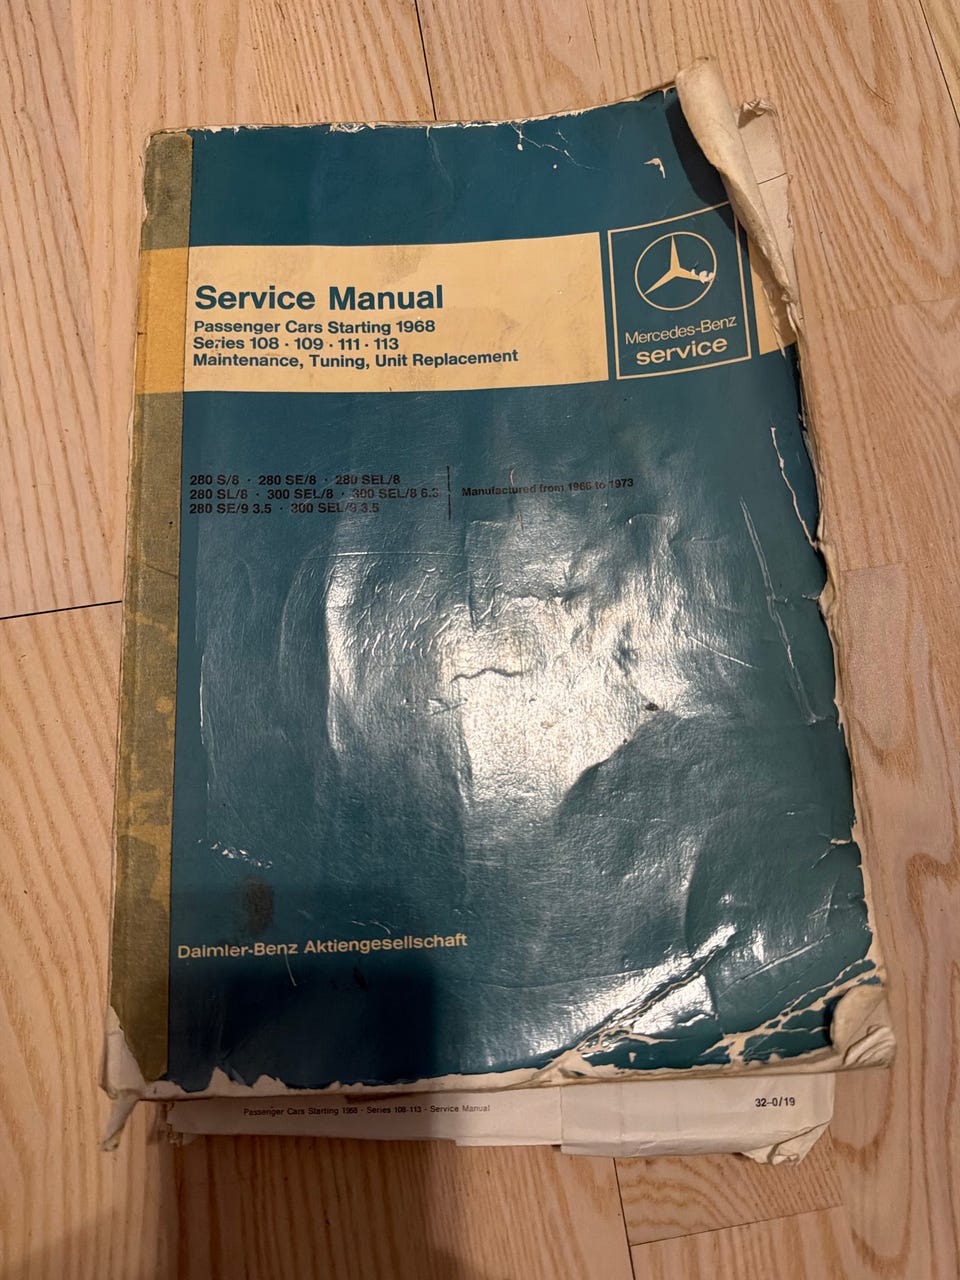 Service Manual
Passenger Cars Starting 1968
Series 108 · 109 · 111 · 113
Maintenance, Tuning, Unit Replacement
Mercedes-Benz
service
280 S/8 · 280 SE/8 · 280 SEL/8
280 SL/8 · 300 SEL/8 · 300 SEL/8 6.3
280 SE/9 3.5 · 300 SEL/9 3.5
Manufactured from 1968 to 1973
Daimler-Benz Aktiengesellschaft
Passenger Cars Starting 1968 · Series 108-113 - Service Manual
32-0/19